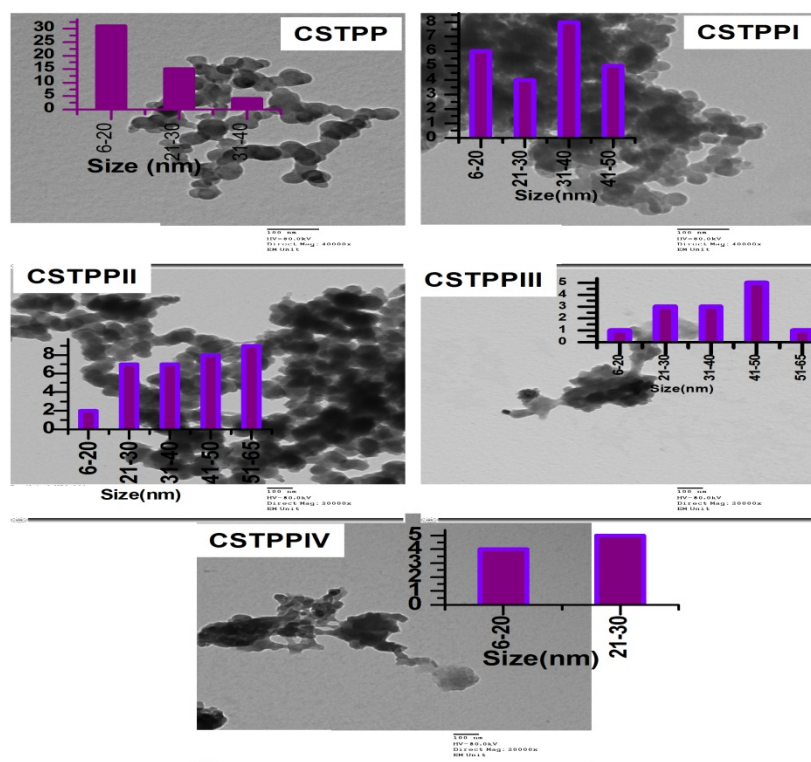 CSTPP
30
25
20
15
10
5
0
6-20
21-30
31-40
Size (nm)
100 nm
HV=80.0kV
Direct Mag: 40000x
EM Unit
CSTPPI
8
7
6
5
4
3
2
1
0
6-20
21-30
31-40
41-50
Size(nm)
100 nm
HV=80.0kV
Direct Mag: 40000x
EM Unit
CSTPPII
8
6
4
2
0
6-20
21-30
31-40
41-50
51-65
Size(nm)
100 nm
HV=80.0kV
Direct Mag: 20000x
EM Unit
CSTPPIII
5
4
3
2
1
0
6-20
21-30
31-40
41-50
51-65
Size(nm)
100 nm
HV=80.0kV
Direct Mag: 20000x
EM Unit
CSTPPIV
5
4
3
2
1
0
6-20
21-30
Size(nm)
100 nm
HV=80.0kV
Direct Mag: 20000x
EM Unit